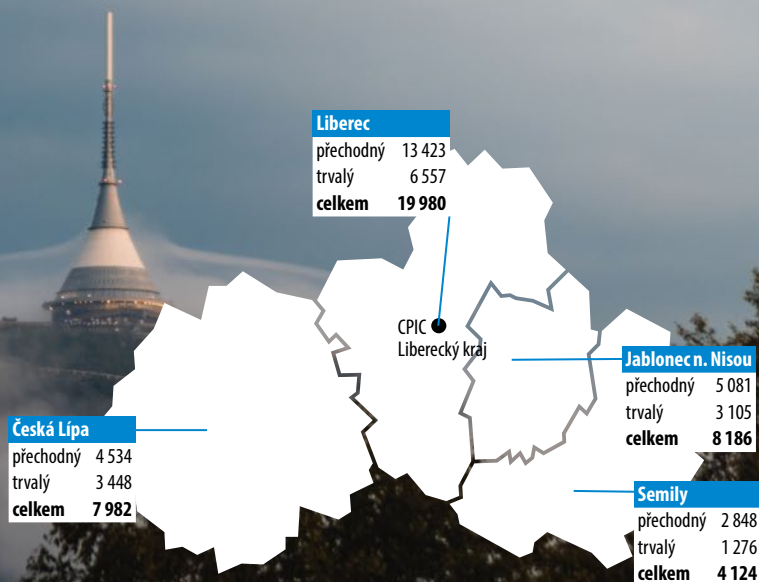 Liberec
přechodný 13 423
trvalý 6 557
celkem 19 980
CPIC
Liberecký kraj
Jablonec n. Nisou
přechodný 5 081
trvalý 3 105
celkem 8 186
Česká Lípa
přechodný 4 534
trvalý 3 448
celkem 7 982
Semily
přechodný 2 848
trvalý 1 276
celkem 4 124